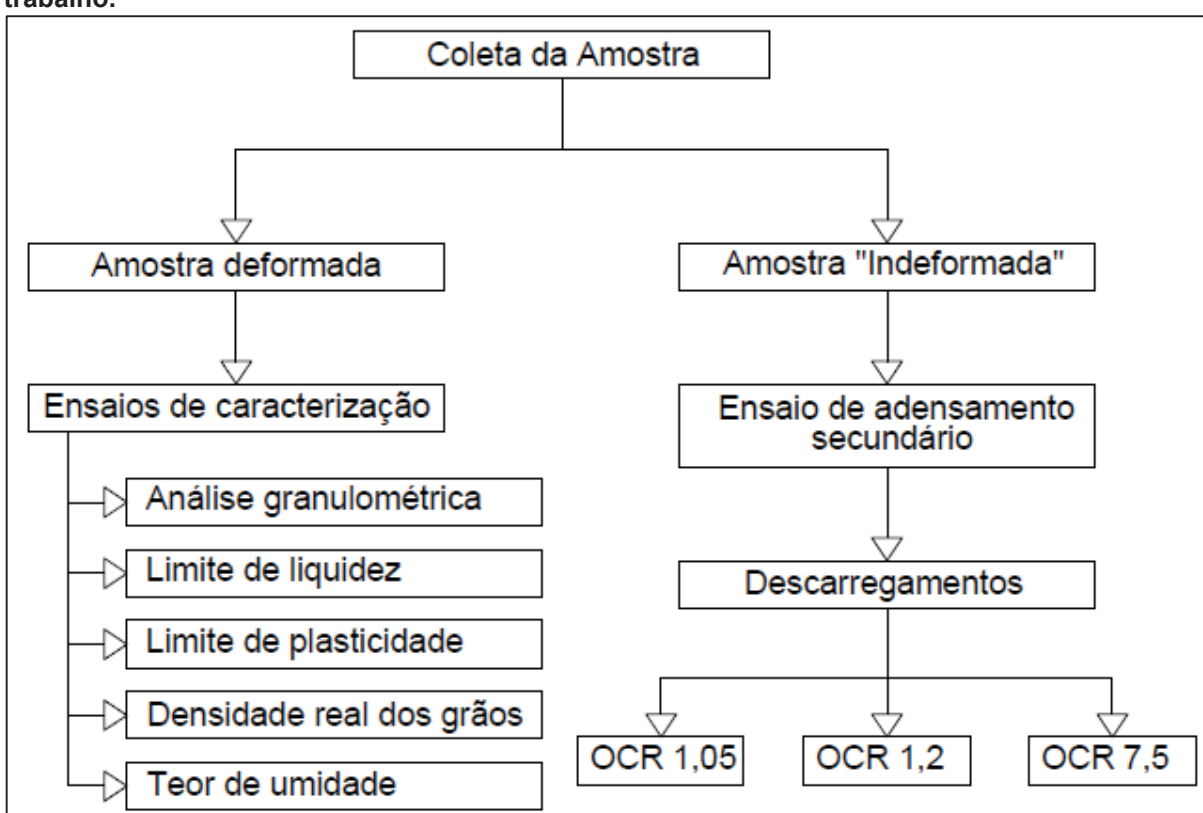 trabalho.
Coleta da Amostra
Amostra deformada
Amostra "Indeformada"
Ensaios de caracterização
Ensaio de adensamento
secundário
Análise granulométrica
Limite de liquidez
Limite de plasticidade
Densidade real dos grãos
Teor de umidade
Descarregamentos
OCR 1,05
OCR 1,2
OCR 7,5